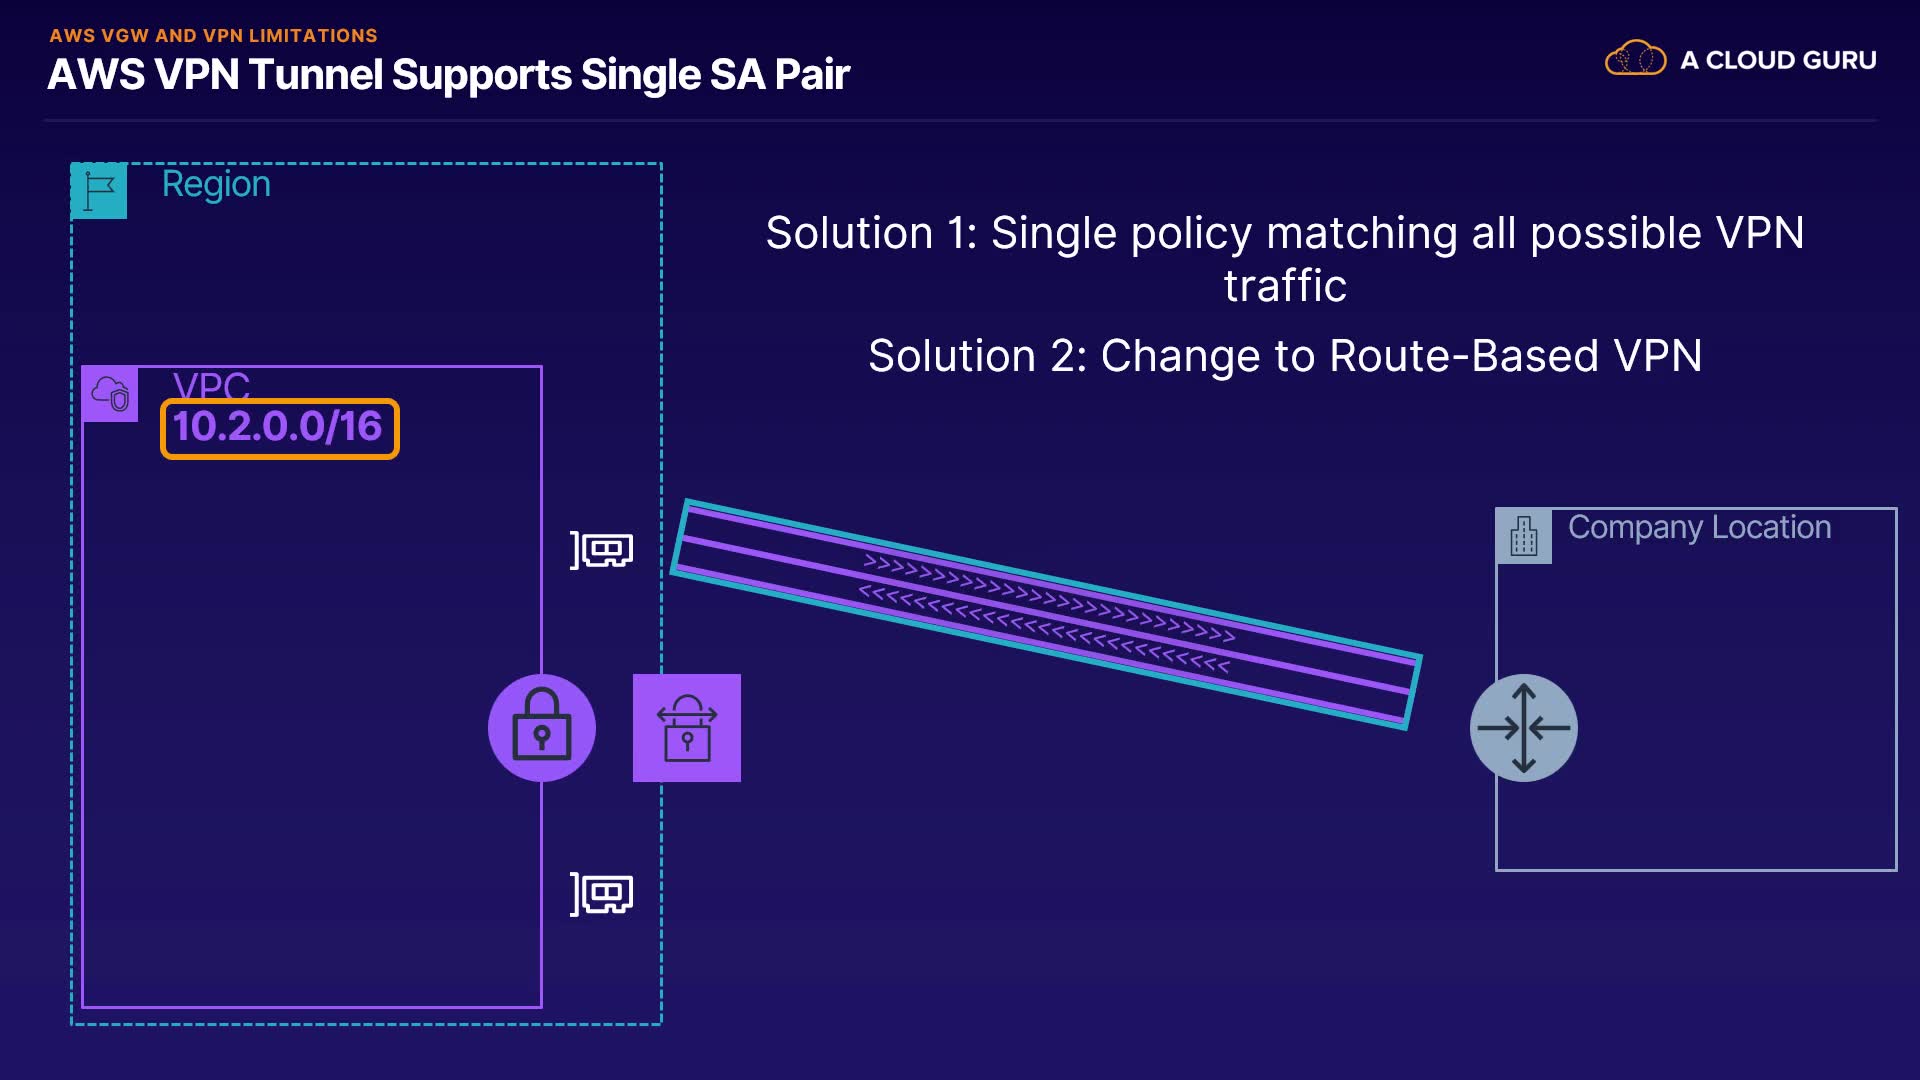 AWS VGW AND VPN LIMITATIONS
AWS VPN Tunnel Supports Single SA Pair
A CLOUD GURU
Region
Solution 1: Single policy matching all possible VPN
traffic
Solution 2: Change to Route-Based VPN
VPC
10.2.0.0/16
Company Location